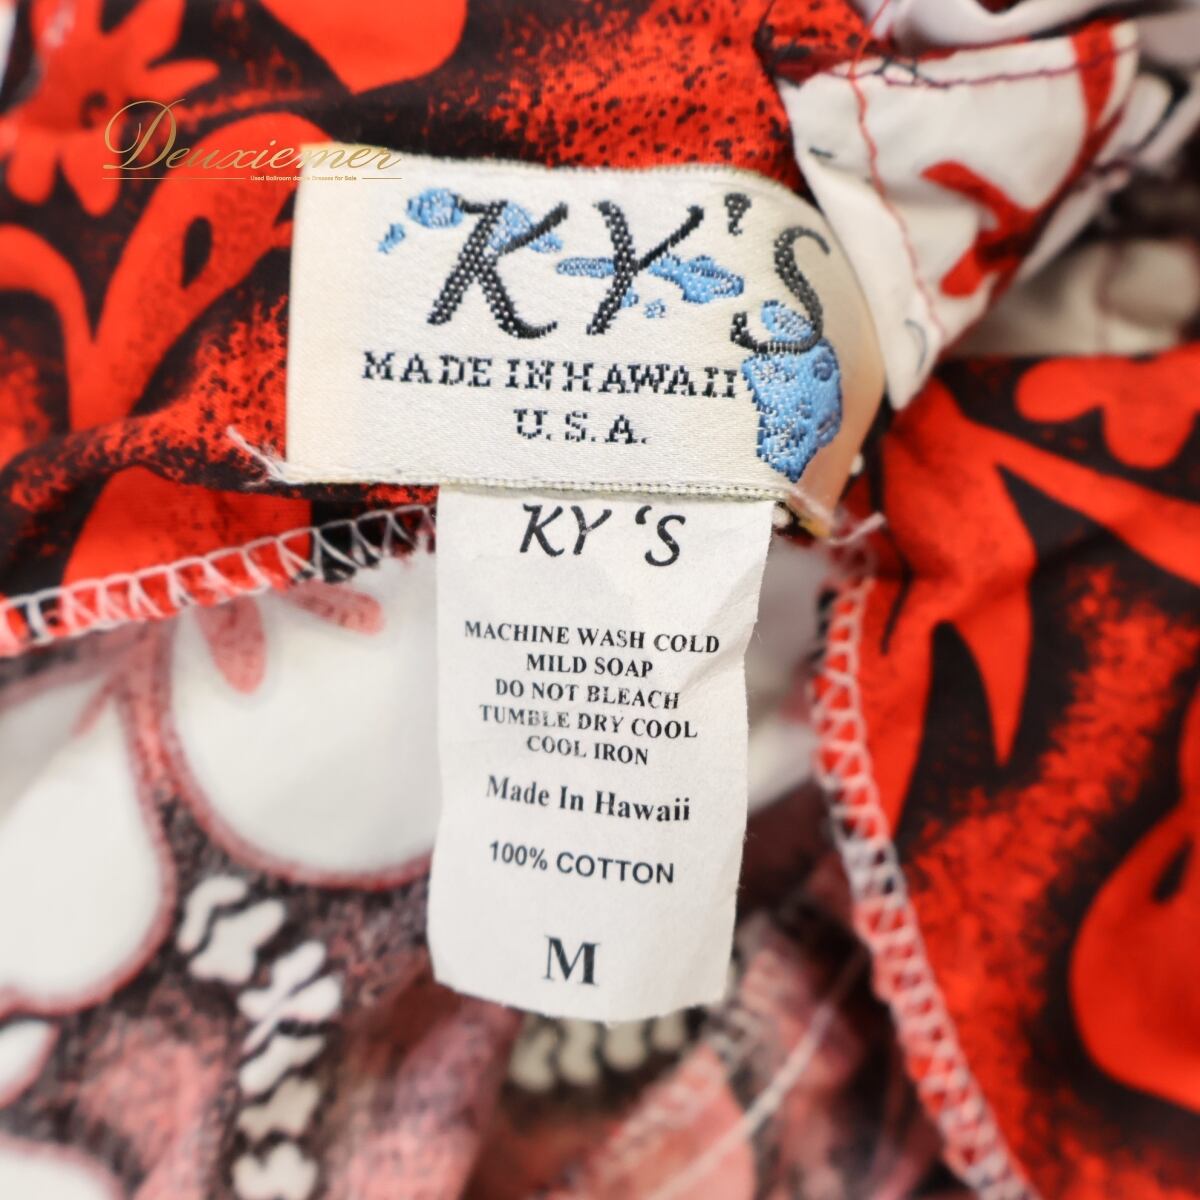 Deuxiemer
Used Ballroom dance Dresses for Sale
KY'S
MADE IN HAWAII
U.S.A.
KY 'S
MACHINE WASH COLD
MILD SOAP
DO NOT BLEACH
TUMBLE DRY COOL
COOL IRON
Made In Hawaii
100% COTTON
M